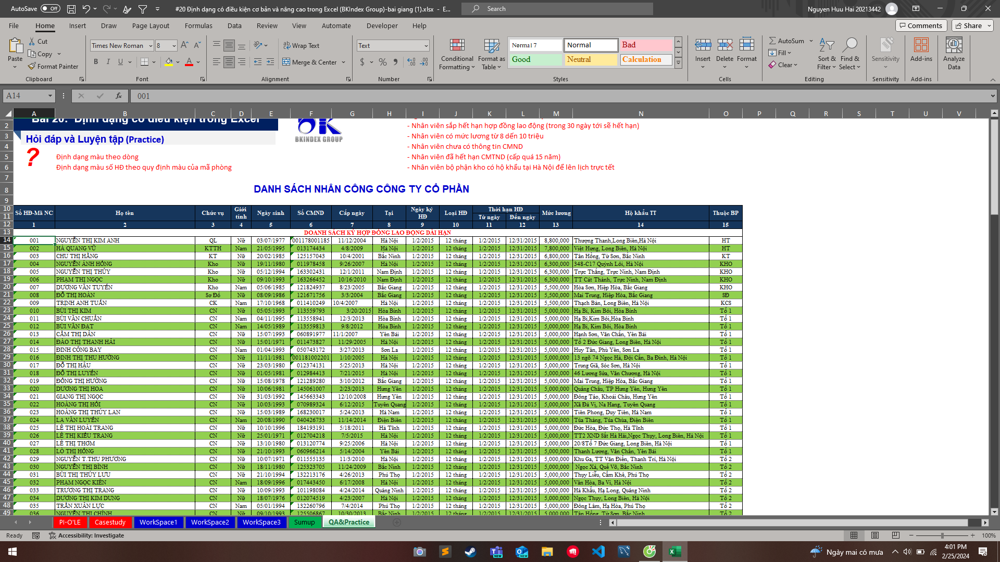 AutoSave Off #20 Định dạng có điều kiện cơ bản và nâng cao trong Excel (BKIndex Group)-bai giang (1).xlsx - E... Search Nguyen Huu Hai 20213442
File Home Insert Draw Page Layout Formulas Data Review View Automate Developer Help Comments Share
Paste Cut Copy Format Painter Clipboard
Times New Roman 8 B I U Font
Wrap Text Merge & Center Alignment
Text $ % Number
Conditional Formatting Format as Table Normal 7 Normal Bad Good Neutral Calculation Styles
Insert Delete Format Cells
AutoSum Fill Clear Sort & Filter Find & Select Editing
Sensitivity Sensitivity Add-ins Add-ins Analyze Data
A14 fx 001
A B C D E F G H I J K L M N O P Q R S T U V
Bài 20: Định dạng có điều kiện trong Excel
Hỏi đáp và Luyện tập (Practice)
?
Định dạng màu theo dòng
Định dạng màu số HĐ theo quy định màu của mã phòng
BK
BKINDEX GROUP
- Nhân viên sắp hết hạn hợp đồng lao động (trong 30 ngày tới sẽ hết hạn)
- Nhân viên có mức lương từ 8 dến 10 triệu
- Nhân viên chưa có thông tin CMND
- Nhân viên đã hết hạn CMTND (cấp quá 15 năm)
- Nhân viên bộ phận kho có hộ khẩu tại Hà Nội để lên lịch trực tết
DANH SÁCH NHÂN CÔNG CÔNG TY CỔ PHẦN
Số HĐ-Mã NC Họ tên Chức vụ Giới tính Ngày sinh Số CMND Cấp ngày Tại Ngày ký HĐ Loại HĐ Thời hạn HĐ Từ ngày Đến ngày Mức lương Hộ khẩu TT Thuộc BP
1 2 3 4 5 6 7 8 9 10 11 12 13 14 15
DOANH SÁCH KÝ HỢP ĐỒNG LAO ĐỘNG DÀI HẠN
14 001 NGUYỄN THỊ KIM ANH QL Nữ 03/07/1977 001178001185 11/12/2004 Hà Nội 1/2/2015 12 tháng 1/2/2015 12/31/2015 8,800,000 Thượng Thanh,Long Biên,Hà Nội HT
15 002 HÀ QUANG VŨ KTTH Nam 21/05/1995 013174434 4/8/2009 Hà Nội 1/2/2015 12 tháng 1/2/2015 12/31/2015 7,800,000 Việt Hưng, Long Biên, Hà Nội HT
16 003 CHU THỊ HẰNG KT Nữ 20/02/1985 125157043 10/4/2001 Bắc Ninh 1/2/2015 12 tháng 1/2/2015 12/31/2015 6,800,000 Tân Hồng, Từ Sơn, Bắc Ninh KT
17 004 NGUYỄN ÁNH HỒNG Kho Nữ 19/11/1980 011978458 9/26/2007 Hà Nội 1/2/2015 12 tháng 1/2/2015 12/31/2015 6,300,000 348-C17 Quỳnh Lôi, Hà Nội KHO
18 005 NGUYỄN THỊ THÚY Kho Nữ 05/12/1994 163302431 12/1/2011 Nam Định 1/2/2015 12 tháng 1/2/2015 12/31/2015 6,300,000 Trực Thắng, Trực Ninh, Nam Định KHO
19 006 PHẠM THỊ NGỌC Kho Nữ 09/10/1993 163266452 10/16/2010 Nam Định 1/2/2015 12 tháng 1/2/2015 12/31/2015 6,300,000 TT Cát Thành, Trực Ninh, Nam Định KHO
20 007 DƯƠNG VĂN TUYỀN Kho Nam 05/06/1985 121824937 8/23/2005 Bắc Giang 1/2/2015 12 tháng 1/2/2015 12/31/2015 5,500,000 Hòa Sơn, Hiệp Hòa, Bắc Giang KHO
21 008 ĐỖ THỊ HOÀN Sơ Đồ Nữ 08/09/1986 121671756 3/3/2004 Bắc Giang 1/2/2015 12 tháng 1/2/2015 12/31/2015 5,500,000 Mai Trung, Hiệp Hòa, Bắc Giang SĐ
22 009 TRỊNH ANH TUẤN CK Nam 17/10/1968 011410249 10/4/2007 Hà Nội 1/2/2015 12 tháng 1/2/2015 12/31/2015 5,500,000 Thạch Bàn, Long Biên, Hà Nội KCS
23 010 BÙI THỊ KIM CN Nữ 05/05/1993 113559793 3/20/2015 Hòa Bình 1/2/2015 12 tháng 1/2/2015 12/31/2015 5,000,000 Hạ Bì, Kim Bôi, Hòa Bình Tổ 1
24 011 BÙI VĂN CHUẨN CN Nam 04/11/1995 113558941 12/3/2013 Hòa Bình 1/2/2015 12 tháng 1/2/2015 12/31/2015 5,000,000 Hạ Bì,Kim Bôi,Hòa Bình Tổ 1
25 012 BÙI VĂN ĐẠT CN Nam 14/05/1989 113559813 9/8/2012 Hòa Bình 1/2/2015 12 tháng 1/2/2015 12/31/2015 5,000,000 Hạ Bì, Kim Bôi, Hòa Bình Tổ 1
26 013 CẦM THỊ DẦN CN Nữ 15/07/1993 060891977 11/1/2007 Yên Bái 1/2/2015 12 tháng 1/2/2015 12/31/2015 5,000,000 Hạnh Sơn, Văn Chấn, Yên Bái Tổ 1
27 014 ĐÀO THỊ THANH HẢI CN Nữ 15/01/1971 011473827 11/29/2005 Hà Nội 1/2/2015 12 tháng 1/2/2015 12/31/2015 5,000,000 Tổ 2 Đức Giang, Long Biên, Hà Nội Tổ 1
28 015 ĐINH CÔNG BẢY CN Nam 01/04/1993 050743172 3/27/2013 Sơn La 1/2/2015 12 tháng 1/2/2015 12/31/2015 5,000,000 Huy Tân, Phù Yên, Sơn La Tổ 1
29 016 ĐINH THỊ THU HƯỜNG CN Nữ 11/11/1981 001181002201 1/10/2005 Hà Nội 1/2/2015 12 tháng 1/2/2015 12/31/2015 5,000,000 13 ngõ 74 Ngọc Hà, Đội Cấn, Ba Đình, Hà Nội Tổ 1
30 017 ĐỖ THỊ HẬU CN Nữ 23/03/1980 012374131 5/25/2013 Hà Nội 1/2/2015 12 tháng 1/2/2015 12/31/2015 5,000,000 Trung Giã, Sóc Sơn, Hà Nội Tổ 1
31 018 ĐỖ THỊ LUYẾN CN Nữ 01/05/1981 012984413 7/21/2015 Hà Nội 1/2/2015 12 tháng 1/2/2015 12/31/2015 5,000,000 46 Lương Sửa, Văn Chương, Hà Nội Tổ 1
32 019 ĐỒNG THỊ HƯỜNG CN Nữ 15/08/1978 121289280 3/10/2012 Bắc Giang 1/2/2015 12 tháng 1/2/2015 12/31/2015 5,000,000 Mai Trung, Hiệp Hòa, Bắc Giang Tổ 1
33 020 DƯƠNG THỊ HOA CN Nữ 10/06/1981 145061007 2/23/2013 Hưng Yên 1/2/2015 12 tháng 1/2/2015 12/31/2015 5,000,000 Quảng Châu, TP Hưng Yên, Hưng Yên Tổ 1
34 021 GIANG THỊ NGỌC CN Nữ 31/03/1992 145663343 12/10/2008 Hưng Yên 1/2/2015 12 tháng 1/2/2015 12/31/2015 5,000,000 Đông Tảo, Khoái Châu, Hưng Yên Tổ 1
35 022 HOÀNG THỊ HỒI CN Nữ 10/03/1993 070989324 6/12/2015 Tuyên Quang 1/2/2015 12 tháng 1/2/2015 12/31/2015 5,000,000 Xã Đà Vị, Na Hang, Tuyên Quang Tổ 1
36 023 HOÀNG THỊ THÚY LAN CN Nữ 15/03/1989 168230017 5/24/2013 Hà Nam 1/2/2015 12 tháng 1/2/2015 12/31/2015 5,000,000 Tiên Phong, Duy Tiên, Hà Nam Tổ 1
37 024 LA VĂN LUYẾN CN Nam 20/08/1990 040426733 11/14/2014 Điện Biên 1/2/2015 12 tháng 1/2/2015 12/31/2015 5,000,000 Tủa Thàng, Tủa Chùa, Điện Biên Tổ 1
38 025 LÊ THỊ HOÀI TRANG CN Nữ 10/10/1996 184193191 5/18/2011 Hà Tĩnh 1/2/2015 12 tháng 1/2/2015 12/31/2015 5,000,000 Đức Hòa, Đức Thọ, Hà Tĩnh Tổ 1
39 026 LÊ THỊ KIỀU TRANG CN Nữ 25/01/1971 012704218 7/5/2015 Hà Nội 1/2/2015 12 tháng 1/2/2015 12/31/2015 5,000,000 TT2 XND Sắt Hà Hải,Ngọc Thụy, Long Biên, Hà Nội Tổ 1
40 027 LÊ THỊ THƠM CN Nữ 13/10/1980 013120774 9/25/2006 Hà Nội 1/2/2015 12 tháng 1/2/2015 12/31/2015 5,000,000 20/8Tổ 7 Đức Giang, Long Biên, Hà Nội Tổ 1
41 028 LÒ THỊ HỒNG CN Nữ 21/10/1993 060966214 5/14/2004 Yên Bái 1/2/2015 12 tháng 1/2/2015 12/31/2015 5,000,000 Thanh Lương, Văn Chấn, Yên Bái Tổ 1
42 029 NGUYỄN T.THU PHƯƠNG CN Nữ 10/07/1971 011555135 11/3/2010 Hà Nội 1/2/2015 12 tháng 1/2/2015 12/31/2015 5,000,000 Khu Ga, TT Văn Điển, Thanh Trì, Hà Nội Tổ 2
43 030 NGUYỄN THỊ BÌNH CN Nữ 18/11/1980 125323705 11/24/2009 Bắc Ninh 1/2/2015 12 tháng 1/2/2015 12/31/2015 5,000,000 Ngọc Xá, Quế Võ, Bắc Ninh Tổ 2
44 031 BÙI THỊ THÚY LƯU CN Nữ 21/10/1994 132213176 4/26/2013 Phú Thọ 1/2/2015 12 tháng 1/2/2015 12/31/2015 5,000,000 Thụy Liễu, Cẩm Khê, Phú Thọ Tổ 2
45 032 PHẠM NGỌC KIÊN CN Nam 18/09/1996 017443450 6/17/2008 Hà Nội 1/2/2015 12 tháng 1/2/2015 12/31/2015 5,000,000 Vân Hòa, Ba Vì, Hà Nội Tổ 2
46 033 TRƯƠNG THỊ TRANG CN Nữ 10/09/1993 101198084 4/24/2014 Quảng Ninh 1/2/2015 12 tháng 1/2/2015 12/31/2015 5,000,000 Hà Khẩu, Hạ Long, Quảng Ninh Tổ 2
47 034 DƯƠNG THỊ KIM DUNG CN Nữ 18/07/1976 012074519 4/23/2007 Hà Nội 1/2/2015 12 tháng 1/2/2015 12/31/2015 5,000,000 Ngọc Thụy, Long Biên, Hà Nội Tổ 2
48 035 TRẦN XUÂN LỰC CN Nam 05/01/1994 132260796 7/4/2014 Phú Thọ 1/2/2015 12 tháng 1/2/2015 12/31/2015 5,000,000 Đông Lâm, Hạ Hòa, Phú Thọ Tổ 2
49 036 NGUYỄN THỊ CHỈNH CN Nữ 09/10/1993 125506867 10/30/2013 Bắc Ninh 1/2/2015 12 tháng 1/2/2015 12/31/2015 5,000,000 Tân Hồng, Từ Sơn, Bắc Ninh Tổ 2
PI-O'LE Casestudy WorkSpace1 WorkSpace2 WorkSpace3 Sumup QA&Practice
Ready Accessibility: Investigate 100%
Ngày mai có mưa 4:01 PM
2/25/2024